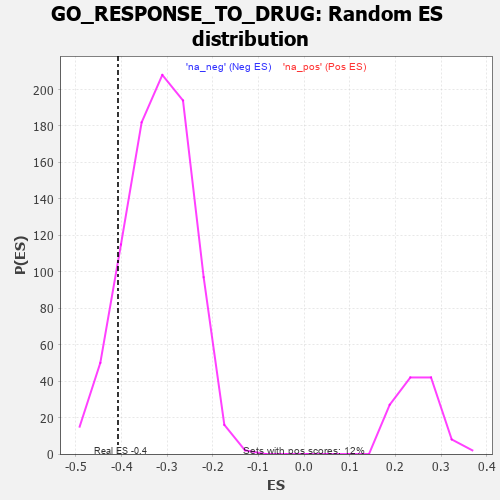 GO_RESPONSE_TO_DRUG: Random ES
distribution
'na_neg' (Neg ES) 'na_pos' (Pos ES)
200
180
160
140
120
100
80
60
40
20
0
P(ES)
Real ES -0.4
Sets with pos scores: 12%
-0.5 -0.4 -0.3 -0.2 -0.1 0.0 0.1 0.2 0.3 0.4
ES